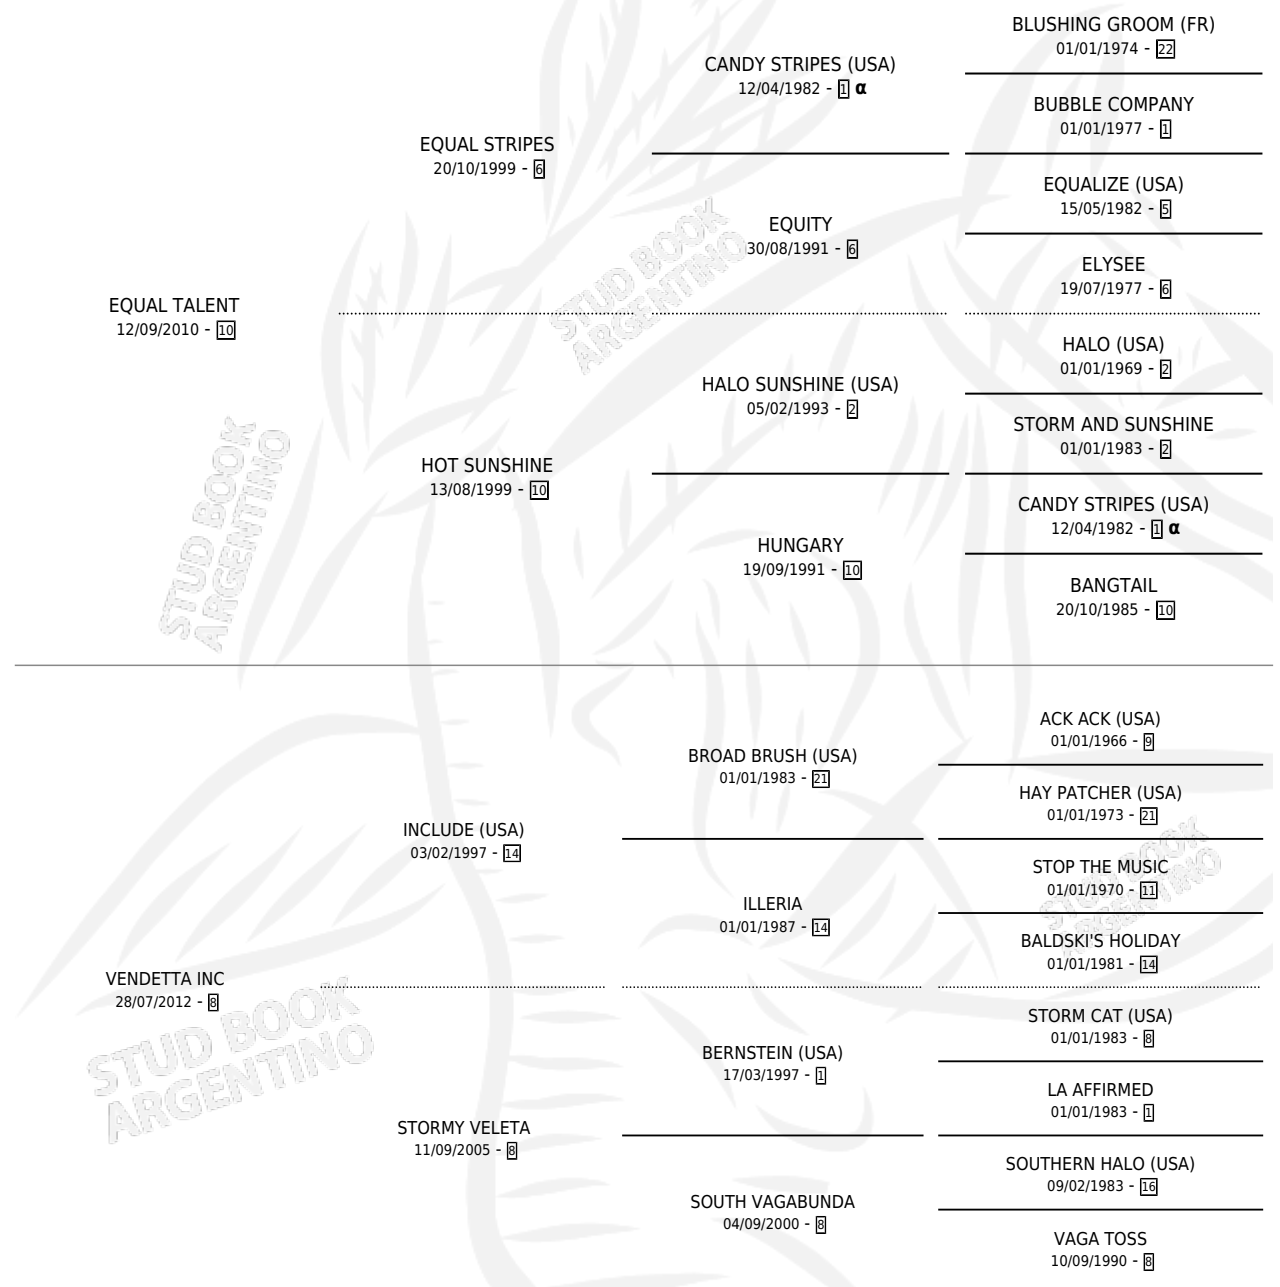 BLUSHING GROOM (FR)
01/01/1974 - 22
CANDY STRIPES (USA)
12/04/1982 - 1 α
BUBBLE COMPANY
01/01/1977 - 1
EQUAL STRIPES
20/10/1999 - 6
EQUALIZE (USA)
15/05/1982 - 5
EQUITY
30/08/1991 - 6
ELYSEE
19/07/1977 - 6
EQUAL TALENT
12/09/2010 - 10
HALO (USA)
01/01/1969 - 2
HALO SUNSHINE (USA)
05/02/1993 - 2
STORM AND SUNSHINE
01/01/1983 - 2
HOT SUNSHINE
13/08/1999 - 10
CANDY STRIPES (USA)
12/04/1982 - 1 α
HUNGARY
19/09/1991 - 10
BANGTAIL
20/10/1985 - 10
STUD BOOK
ARGENTINO
STUD BOOK
ARGENTINO
ACK ACK (USA)
01/01/1966 - 9
BROAD BRUSH (USA)
01/01/1983 - 21
HAY PATCHER (USA)
01/01/1973 - 21
INCLUDE (USA)
03/02/1997 - 14
STOP THE MUSIC
01/01/1970 - 11
ILLERIA
01/01/1987 - 14
BALDSKI'S HOLIDAY
01/01/1981 - 14
VENDETTA INC
28/07/2012 - 8
STORM CAT (USA)
01/01/1983 - 8
BERNSTEIN (USA)
17/03/1997 - 1
LA AFFIRMED
01/01/1983 - 1
STORMY VELETA
11/09/2005 - 8
SOUTHERN HALO (USA)
09/02/1983 - 16
SOUTH VAGABUNDA
04/09/2000 - 8
VAGA TOSS
10/09/1990 - 8
STUD BOOK
ARGENTINO
STUD BOOK
ARGENTINO